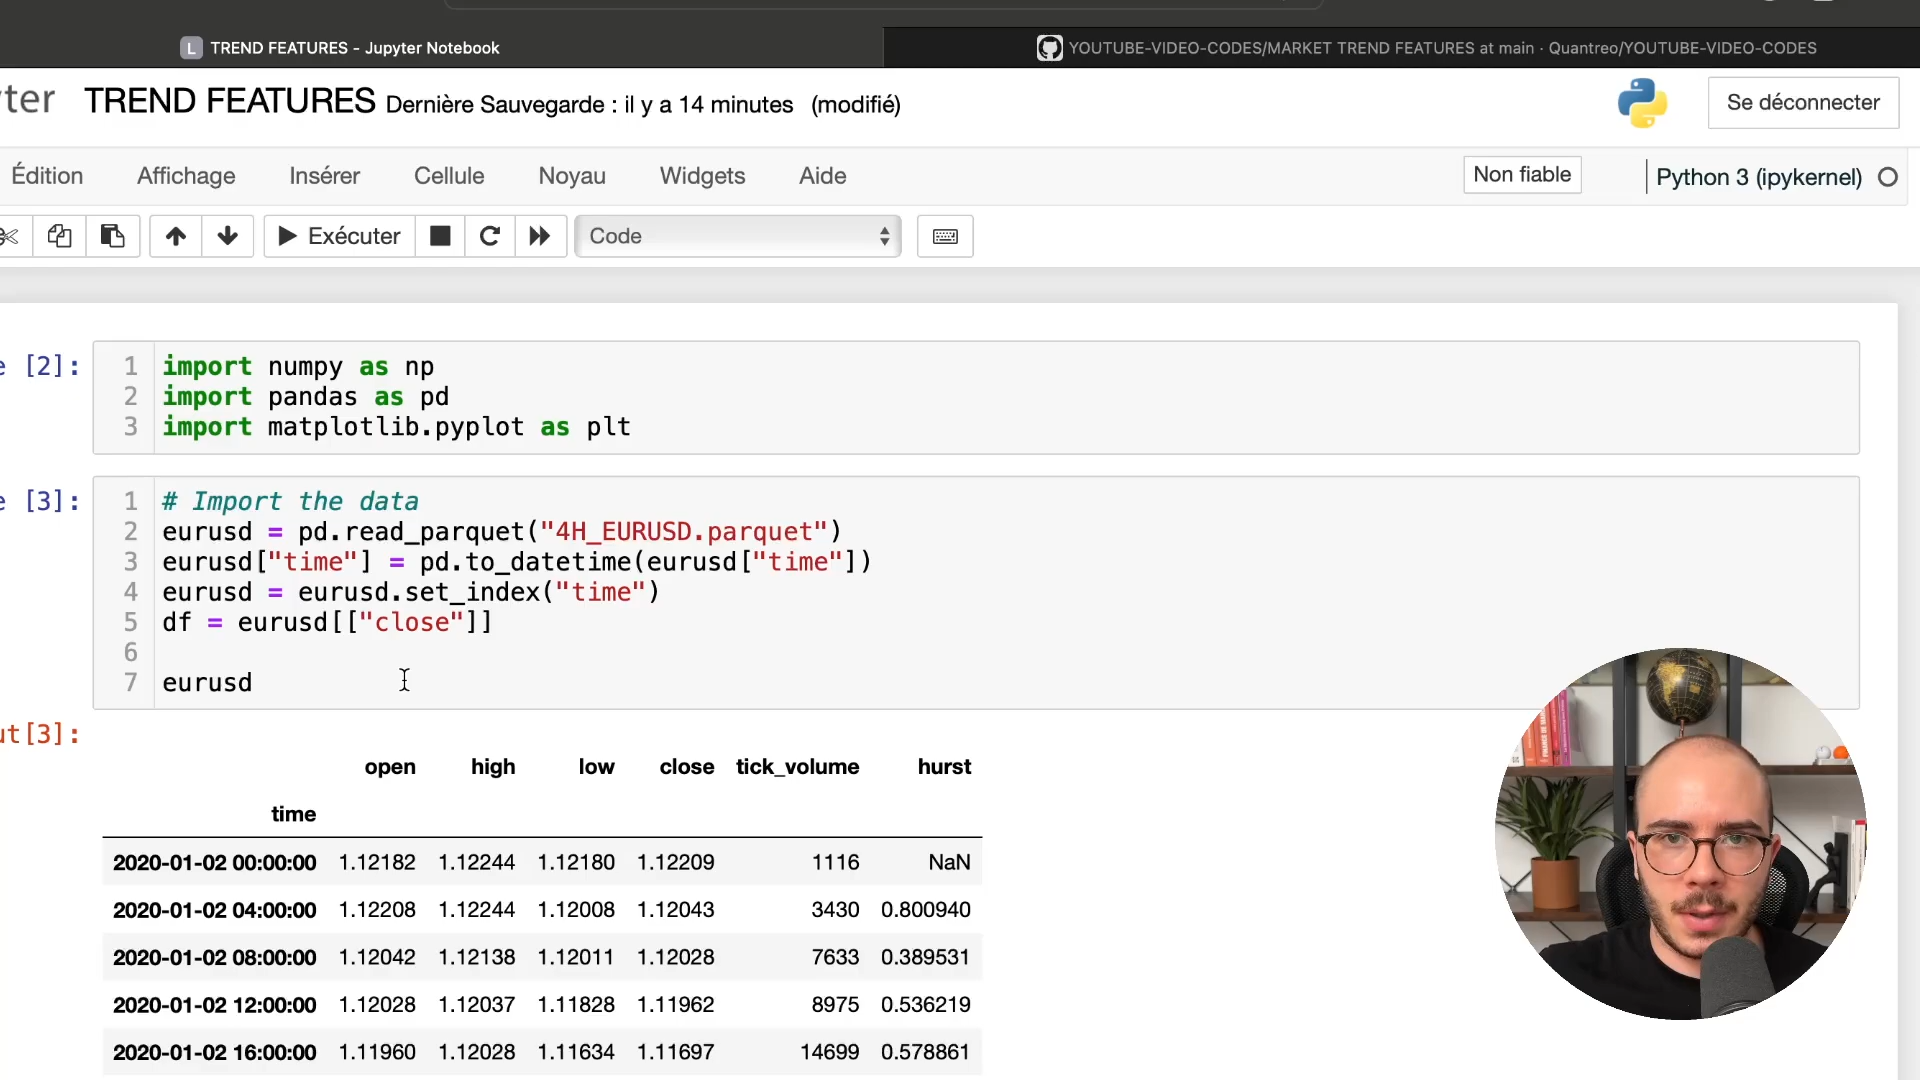 L TREND FEATURES - Jupyter Notebook
YOUTUBE-VIDEO-CODES/MARKET TREND FEATURES at main · Quantreo/YOUTUBE-VIDEO-CODES
ter TREND FEATURES Dernière Sauvegarde : il y a 14 minutes (modifié)
Se déconnecter
Édition Affichage Insérer Cellule Noyau Widgets Aide
Non fiable
Python 3 (ipykernel)
Exécuter
Code
e [2]:
1 import numpy as np
2 import pandas as pd
3 import matplotlib.pyplot as plt
e [3]:
1 # Import the data
2 eurusd = pd.read_parquet("4H_EURUSD.parquet")
3 eurusd["time"] = pd.to_datetime(eurusd["time"])
4 eurusd = eurusd.set_index("time")
5 df = eurusd[["close"]]
6
7 eurusd
ut[3]:
open high low close tick_volume hurst
time
2020-01-02 00:00:00 1.12182 1.12244 1.12180 1.12209 1116 NaN
2020-01-02 04:00:00 1.12208 1.12244 1.12008 1.12043 3430 0.800940
2020-01-02 08:00:00 1.12042 1.12138 1.12011 1.12028 7633 0.389531
2020-01-02 12:00:00 1.12028 1.12037 1.11828 1.11962 8975 0.536219
2020-01-02 16:00:00 1.11960 1.12028 1.11634 1.11697 14699 0.578861